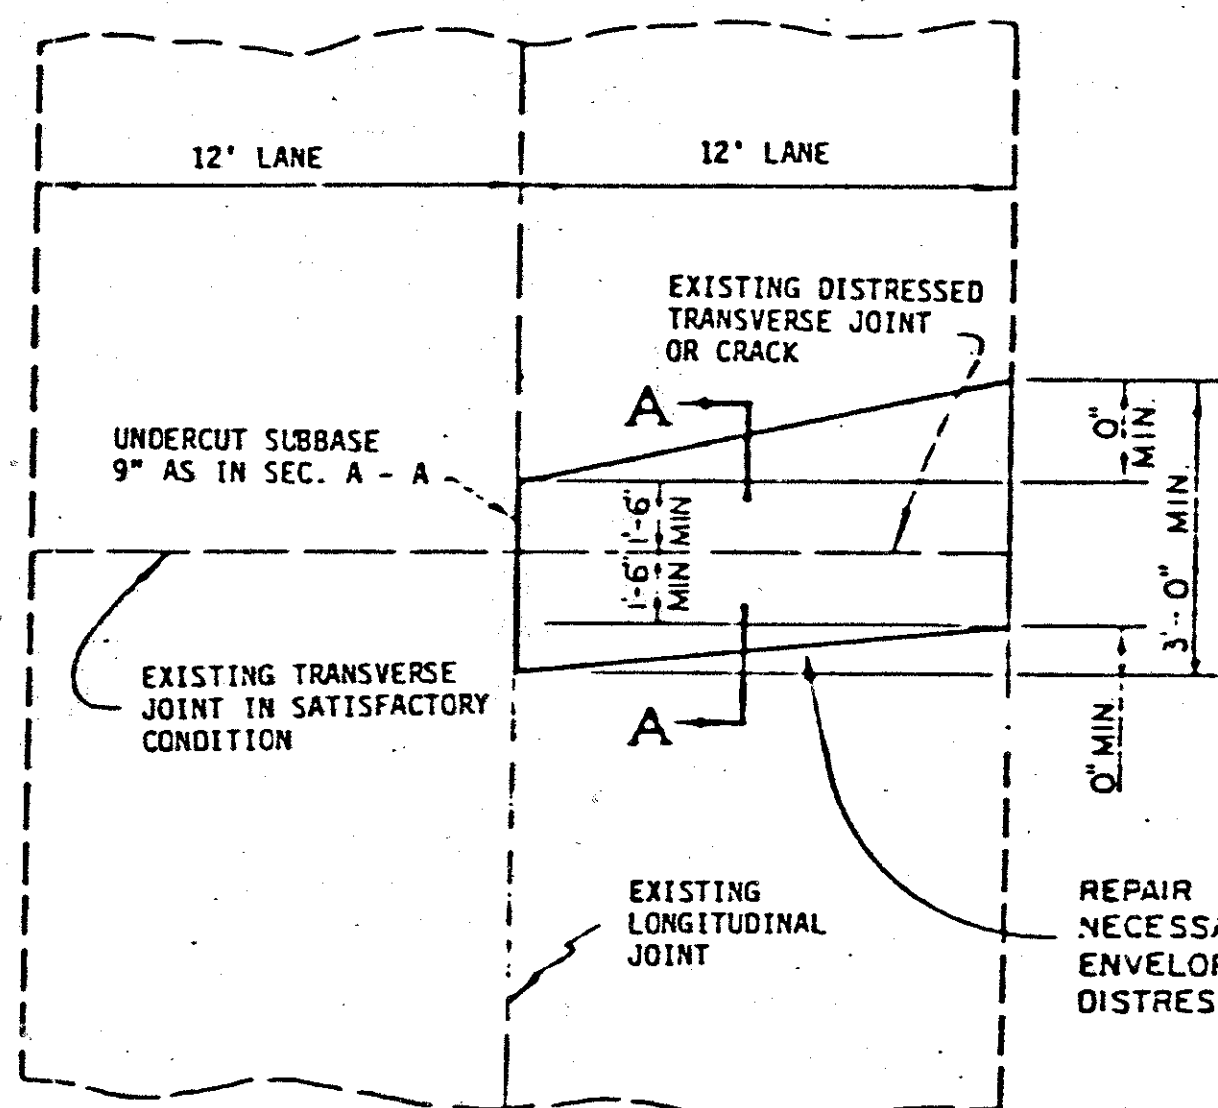 12' LANE
12' LANE
EXISTING DISTRESSED
TRANSVERSE JOINT
OR CRACK
A
0"
MIN.
UNDERCUT SUBBASE
9" AS IN SEC. A - A
1'-6"
MIN
1'-6"
MIN
3'-0" MIN.
EXISTING TRANSVERSE
JOINT IN SATISFACTORY
CONDITION
A
0" MIN.
EXISTING
LONGITUDINAL
JOINT
REPAIR